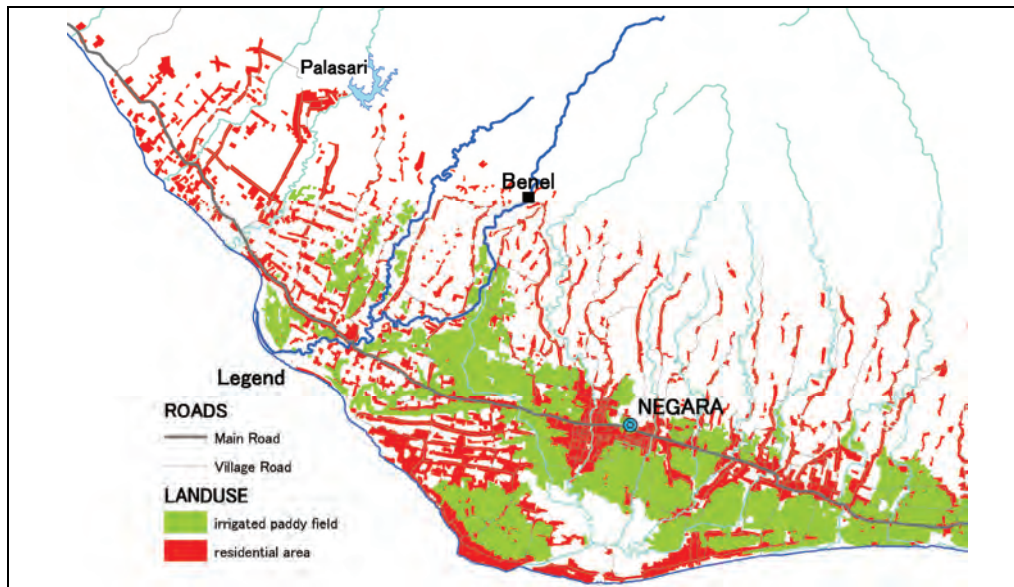 Palasari
Benel
NEGARA
Legend
ROADS
Main Road
Village Road
LANDUSE
irrigated paddy field
residential area